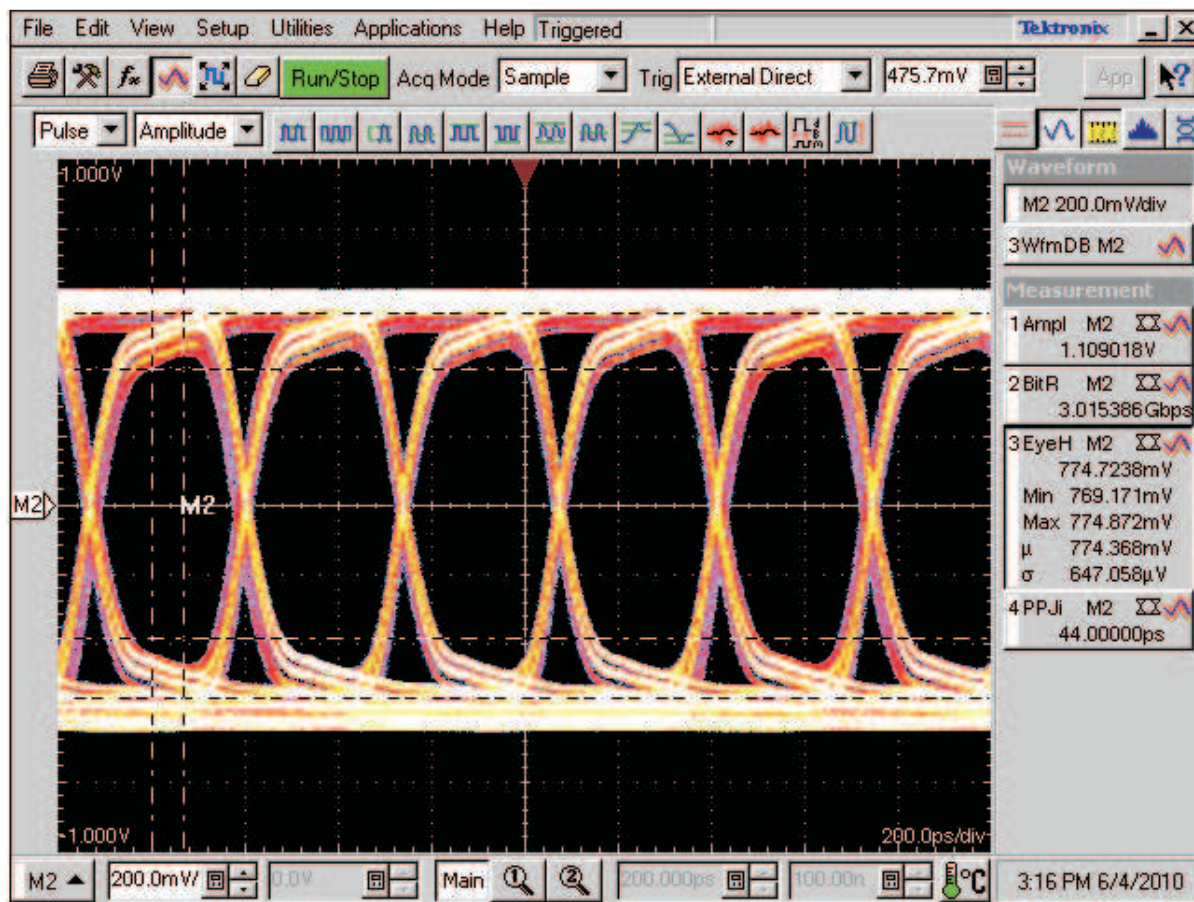 File Edit View Setup Utilities Applications Help Triggered Tektronix
Run/Stop Acq Mode Sample Trig External Direct 475.7mV App
Pulse Amplitude
1.000V
M2
M2
-1.000V
200.0ps/div
Waveform
M2 200.0mV/div
3WfmDB M2
Measurement
1 Ampl M2
1.109018V
2 BitR M2
3.015386Gbps
3 EyeH M2
774.7238mV
Min 769.171mV
Max 774.872mV
µ 774.368mV
σ 647.058µV
4 PPJi M2
44.00000ps
M2 200.0mV/ 0.0V Main 1 2 200.000ps 100.00n °C 3:16 PM 6/4/2010